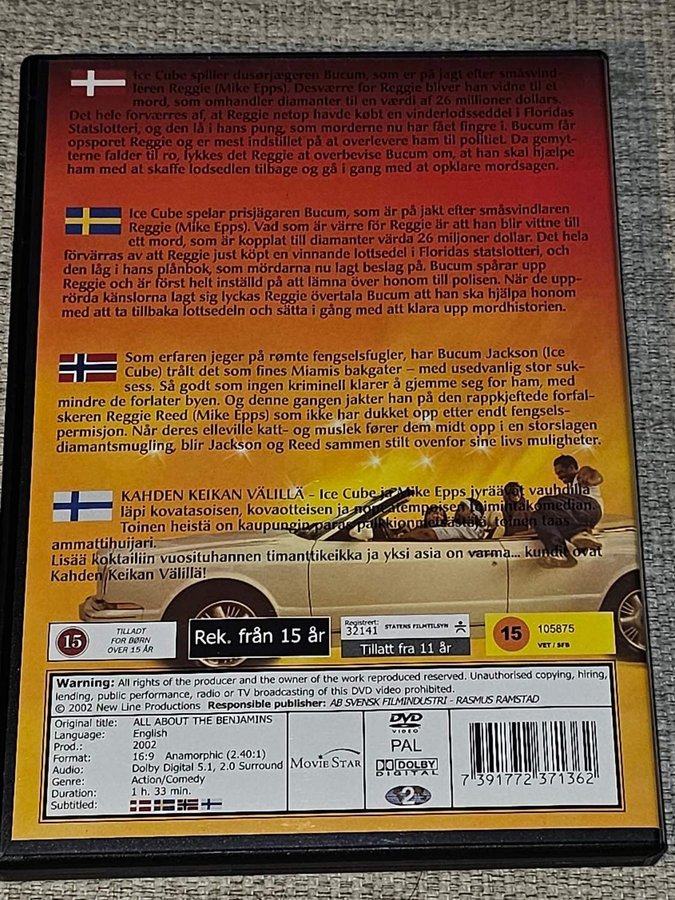 Ice Cube spiller dusørjægeren Bucum, som er på jagt efter småsvind-
leren Reggie (Mike Epps). Desværre for Reggie bliver han vidne til et
mord, som omhandler diamanter til en værdi af 26 millioner dollars.
Det hele forværres af, at Reggie netop havde købt en vinderlodsseddel i Floridas
Statslotteri, og den lå i hans pung, som morderne nu har fået fingre i. Bucum får
opsporet Reggie og er mest indstillet på at overlevere ham til politiet. Da gemyt-
terne falder til ro, lykkes det Reggie at overbevise Bucum om, at han skal hjælpe
ham med at skaffe lodsedlen tilbage og gå i gang med at opklare mordsagen.
Ice Cube spelar prisjägaren Bucum, som är på jakt efter småsvindlaren
Reggie (Mike Epps). Vad som är värre för Reggie är att han blir vittne till
ett mord, som är kopplat till diamanter värda 26 miljoner dollar. Det hela
förvärras av att Reggie just köpt en vinnande lottsedel i Floridas statslotteri, och
den låg i hans plånbok, som mördarna nu lagt beslag på. Bucum spårar upp
Reggie och är först helt inställd på att lämna över honom till polisen. När de upp-
rörda känslorna lagt sig lyckas Reggie övertala Bucum att han ska hjälpa honom
med att ta tillbaka lottsedeln och sätta i gång med att klara upp mordhistorien.
Som erfaren jeger på rømte fengselsfugler, har Bucum Jackson (Ice
Cube) trålt det som fines Miamis bakgater – med usedvanlig stor suk-
sess. Så godt som ingen kriminell klarer å gjemme seg for ham, med
mindre de forlater byen. Og denne gangen jakter han på den rappkjeftede forfal-
skeren Reggie Reed (Mike Epps) som ikke har dukket opp etter endt fengsels-
permisjon. Når deres elleville katt- og muslek fører dem midt opp i en storslagen
diamantsmugling, blir Jackson og Reed sammen stilt ovenfor sine livs muligheter.
KAHDEN KEIKAN VÄLILLÄ – Ice Cube ja Mike Epps jyräävät vauhdilla
läpi kovatasoisen, kovaotteisen ja nopeatempoisen toimintakomedian.
Toinen heistä on kaupungin paras palkkionmetsästäjä, toinen taas
ammattihuijari.
Lisää koktailiin vuosituhannen timanttikeikka ja yksi asia on varma... kundit ovat
Kahden Keikan Välillä!
15 TILLADT FOR BØRN OVER 15 ÅR
Rek. från 15 år
Registrert: 32141 STATENS FILMTILSYN
Tillatt fra 11 år
15 105875 VET / SFB
Warning: All rights of the producer and the owner of the work reproduced reserved. Unauthorised copying, hiring,
lending, public performance, radio or TV broadcasting of this DVD video prohibited.
© 2002 New Line Productions Responsible publisher: AB SVENSK FILMINDUSTRI - RASMUS RAMSTAD
Original title: ALL ABOUT THE BENJAMINS
Language: English
Prod.: 2002
Format: 16:9 Anamorphic (2.40:1)
Audio: Dolby Digital 5.1, 2.0 Surround
Genre: Action/Comedy
Duration: 1 h. 33 min.
Subtitled:
MOVIE STAR
DVD
VIDEO
PAL
DOLBY
DIGITAL
2
7 391772 371362